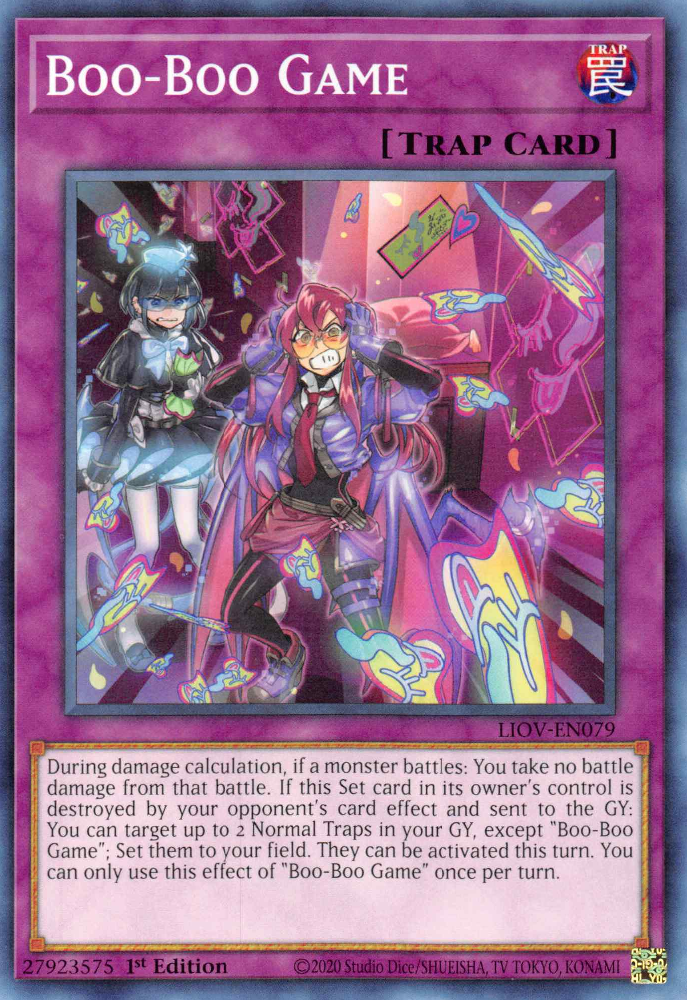 BOO-BOO GAME
TRAP
罠
[TRAP CARD]
LIOV-EN079
During damage calculation, if a monster battles: You take no battle
damage from that battle. If this Set card in its owner's control is
destroyed by your opponent's card effect and sent to the GY:
You can target up to 2 Normal Traps in your GY, except "Boo-Boo
Game"; Set them to your field. They can be activated this turn. You
can only use this effect of "Boo-Boo Game" once per turn.
27923575 1st Edition ©2020 Studio Dice/SHUEISHA, TV TOKYO, KONAMI